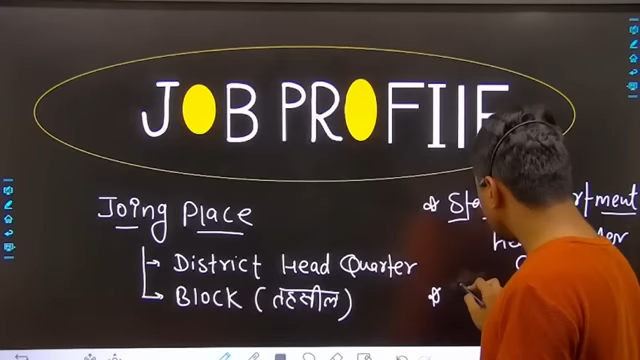 JOB PROFILE
Joing Place
District Head Quarter
Block (तहसील)